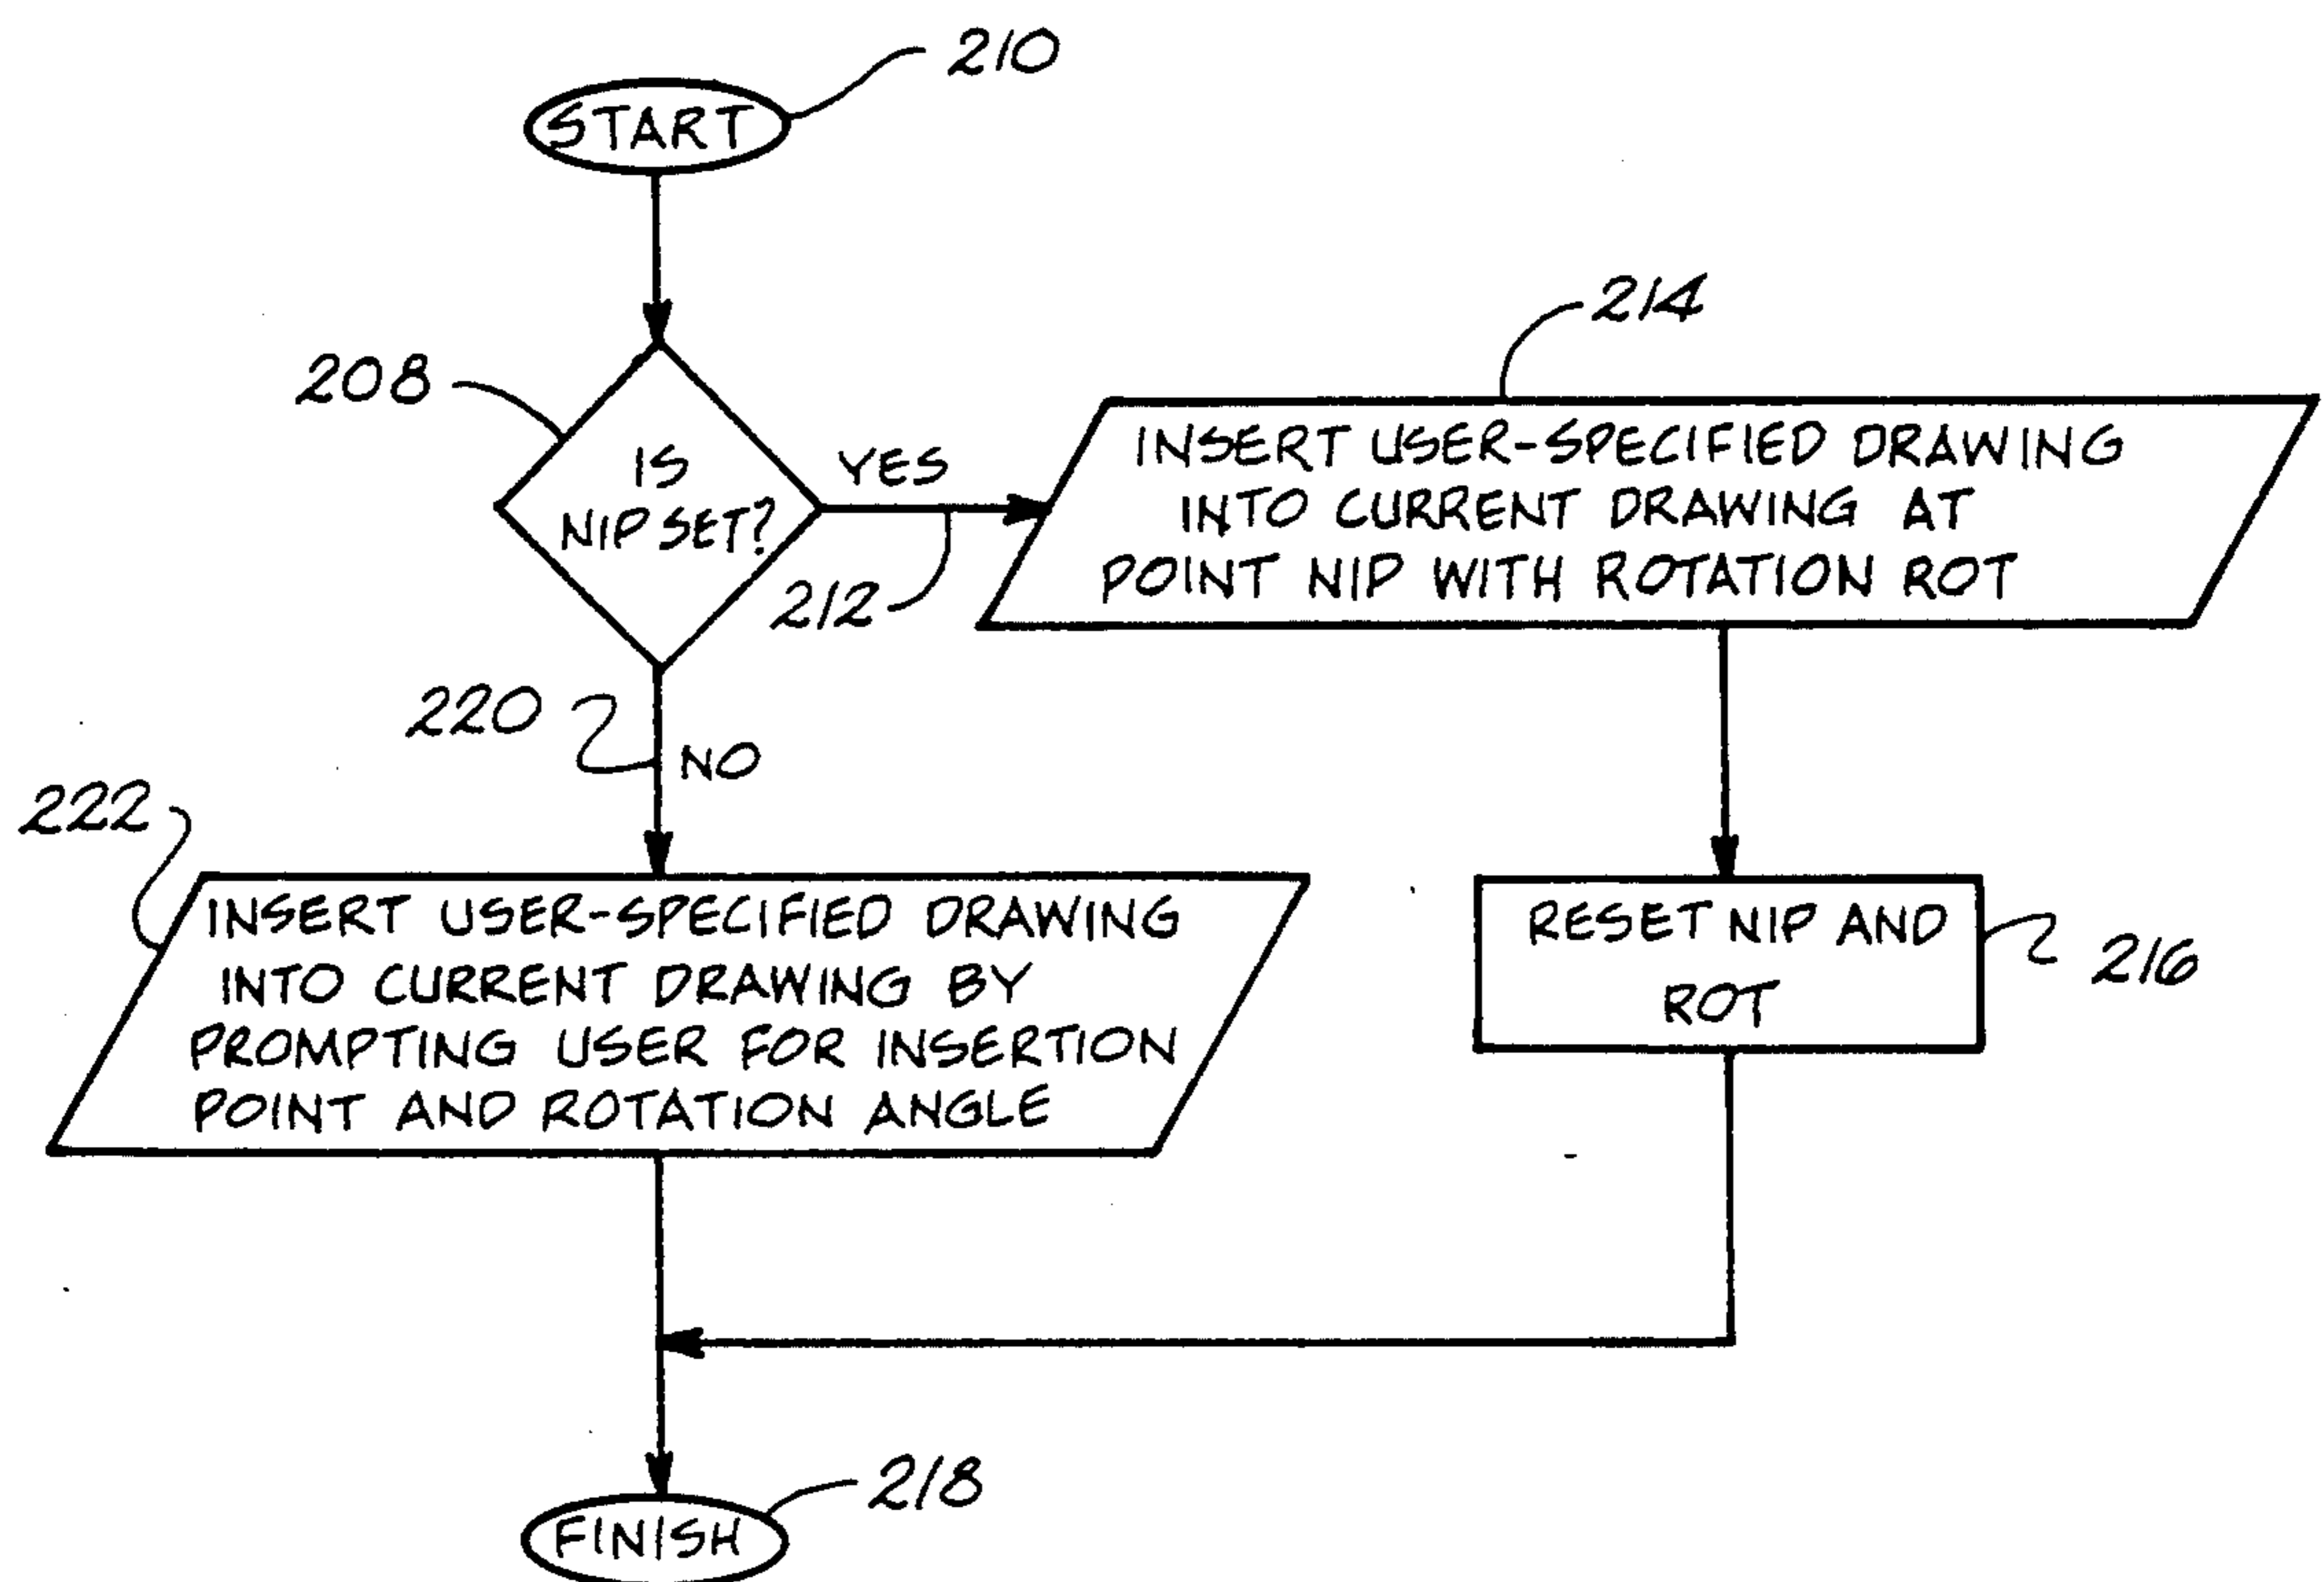 210
START
214
208
IS
NIP SET?
YES
212
INSERT USER-SPECIFIED DRAWING
INTO CURRENT DRAWING AT
POINT NIP WITH ROTATION ROT
220
NO
222
INSERT USER-SPECIFIED DRAWING
INTO CURRENT DRAWING BY
PROMPTING USER FOR INSERTION
POINT AND ROTATION ANGLE
RESET NIP AND
ROT
216
218
FINISH